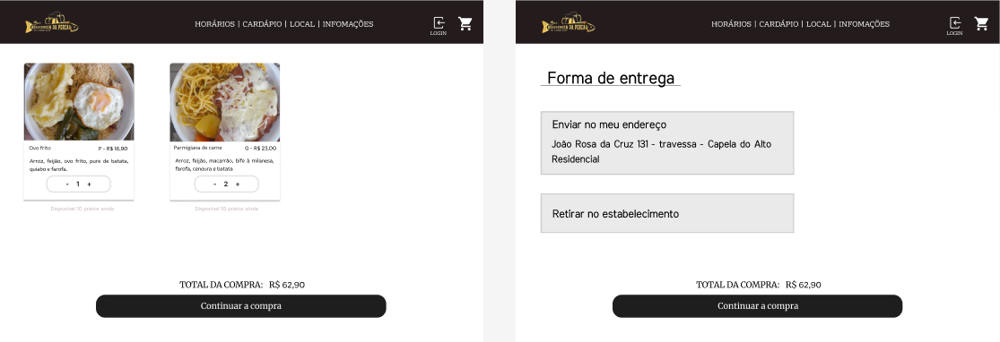 RESIDENCIA DA PEIXA
HORÁRIOS | CARDÁPIO | LOCAL | INFOMAÇÕES
LOGIN
Ovo frito P - R$ 16,90
Arroz, feijão, ovo frito, pure de batata,
quiabo e farofa.
- 1 +
Disponível 10 pratos ainda
Parmigiana de carne G - R$ 23,00
Arroz, feijão, macarrão, bife à milanesa,
farofa, cenoura e batata
- 2 +
Disponível 10 pratos ainda
TOTAL DA COMPRA: R$ 62,90
Continuar a compra
HORÁRIOS | CARDÁPIO | LOCAL | INFOMAÇÕES
LOGIN
Forma de entrega
Enviar no meu endereço
João Rosa da Cruz 131 - travessa - Capela do Alto
Residencial
Retirar no estabelecimento
TOTAL DA COMPRA: R$ 62,90
Continuar a compra